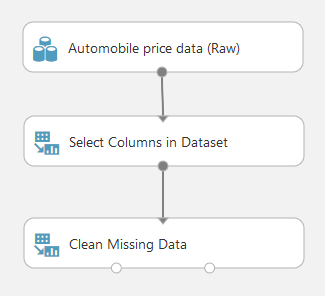 Automobile price data (Raw)
Select Columns in Dataset
Clean Missing Data